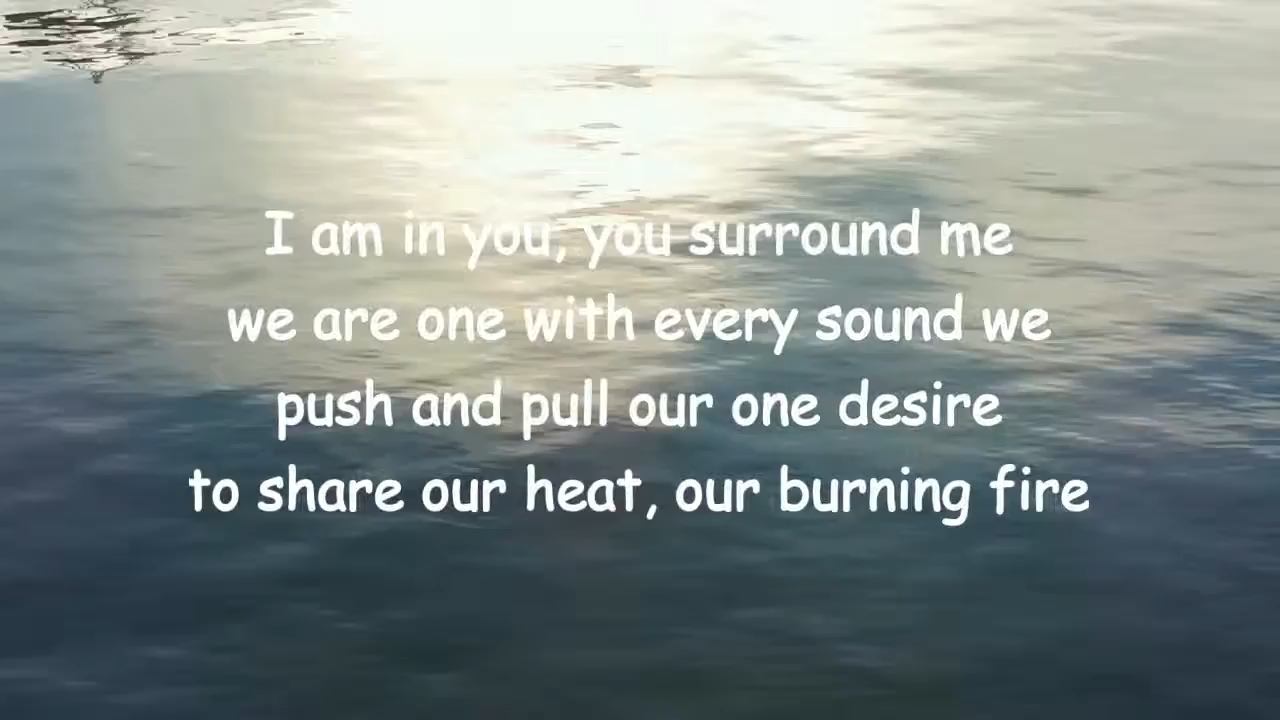 I am in you, you surround me
we are one with every sound we
push and pull our one desire
to share our heat, our burning fire